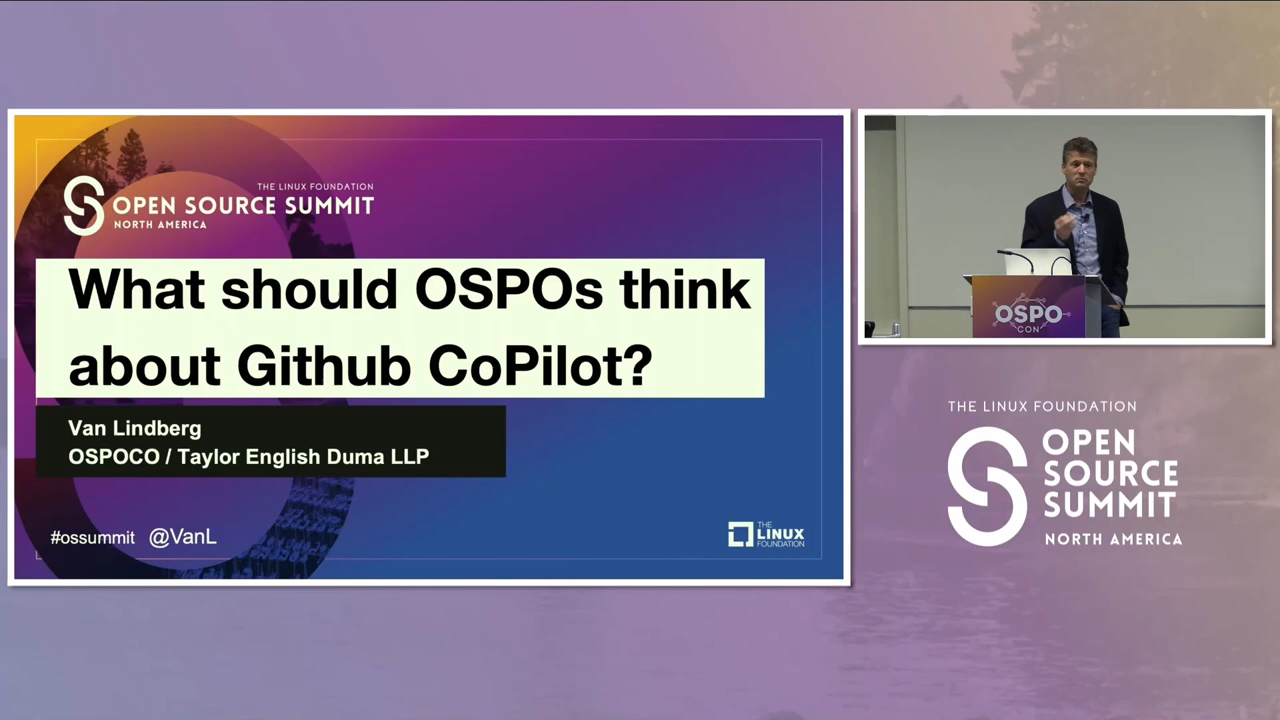 THE LINUX FOUNDATION
OPEN SOURCE SUMMIT
NORTH AMERICA
What should OSPOs think
about Github CoPilot?
Van Lindberg
OSPOCO / Taylor English Duma LLP
#ossummit @VanL
THE
LINUX
FOUNDATION
OSPO
CON
THE LINUX FOUNDATION
OPEN
SOURCE
SUMMIT
NORTH AMERICA